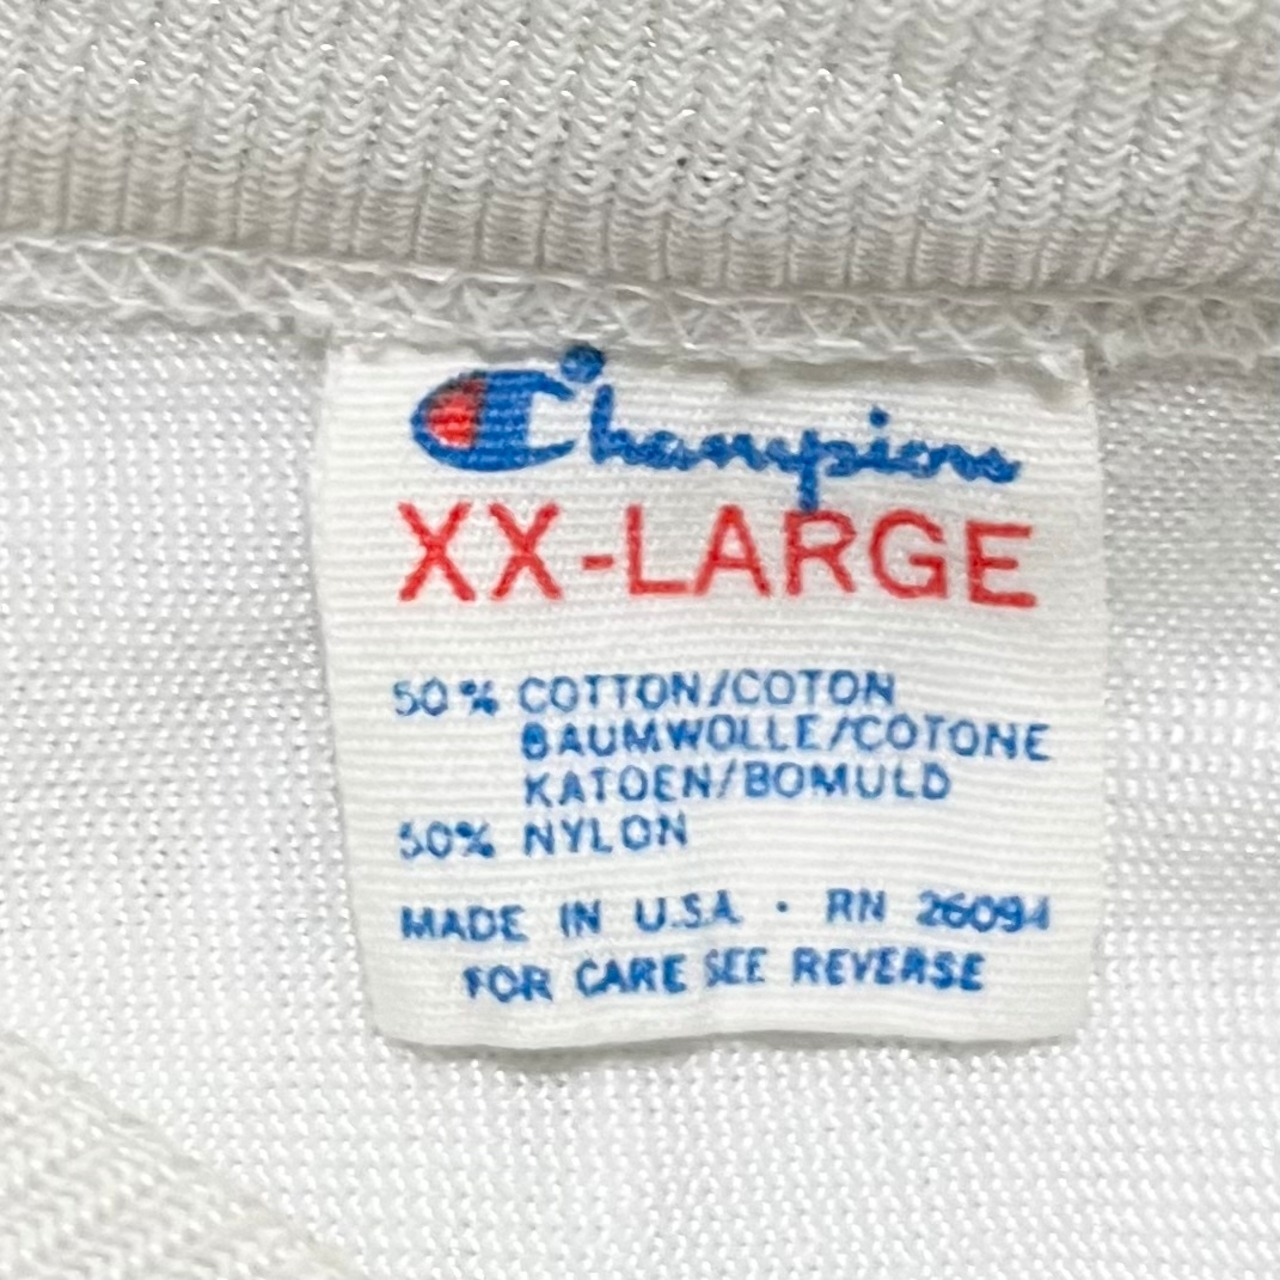 Champion
XX-LARGE
50% COTTON/COTON
BAUMWOLLE/COTONE
KATOEN/BOMULD
50% NYLON
MADE IN U.S.A. · RN 26094
FOR CARE SEE REVERSE